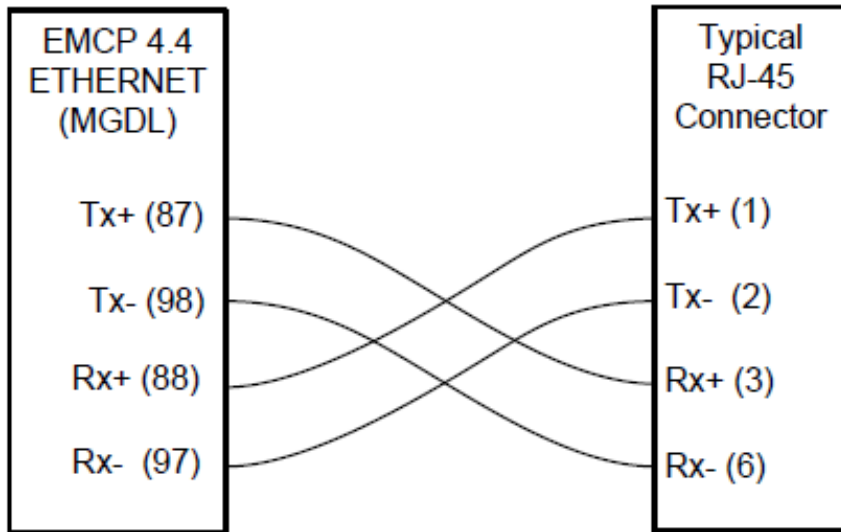 EMCP 4.4
ETHERNET
(MGDL)
Tx+ (87)
Tx- (98)
Rx+ (88)
Rx- (97)
Typical
RJ-45
Connector
Tx+ (1)
Tx- (2)
Rx+ (3)
Rx- (6)